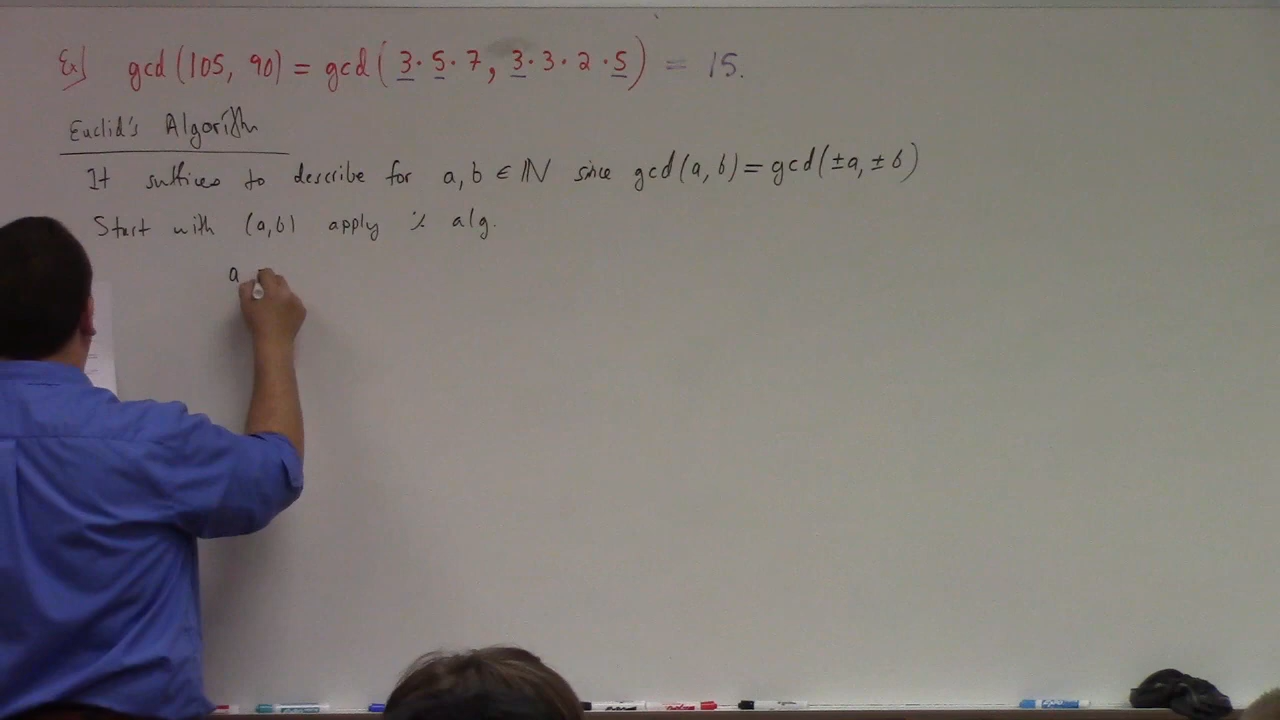 Ex) gcd(105, 90) = gcd(3·5·7, 3·3·2·5) = 15.
Euclid's Algorithm
It suffices to describe for a, b ∈ ℕ since gcd(a, b) = gcd(±a, ±b)
Start with (a,b) apply ÷ alg.
a